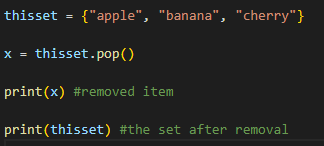 thisset = {"apple", "banana", "cherry"}
x = thisset.pop()
print(x) #removed item
print(thisset) #the set after removal